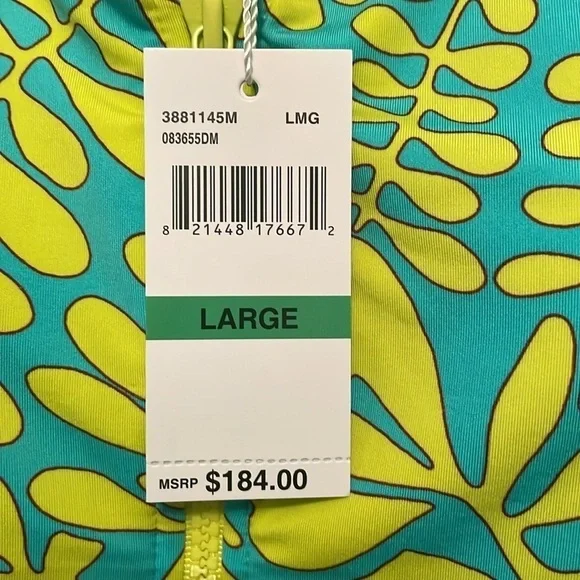 3881145M LMG
083655DM
8 21448 17667 2
LARGE
MSRP $184.00